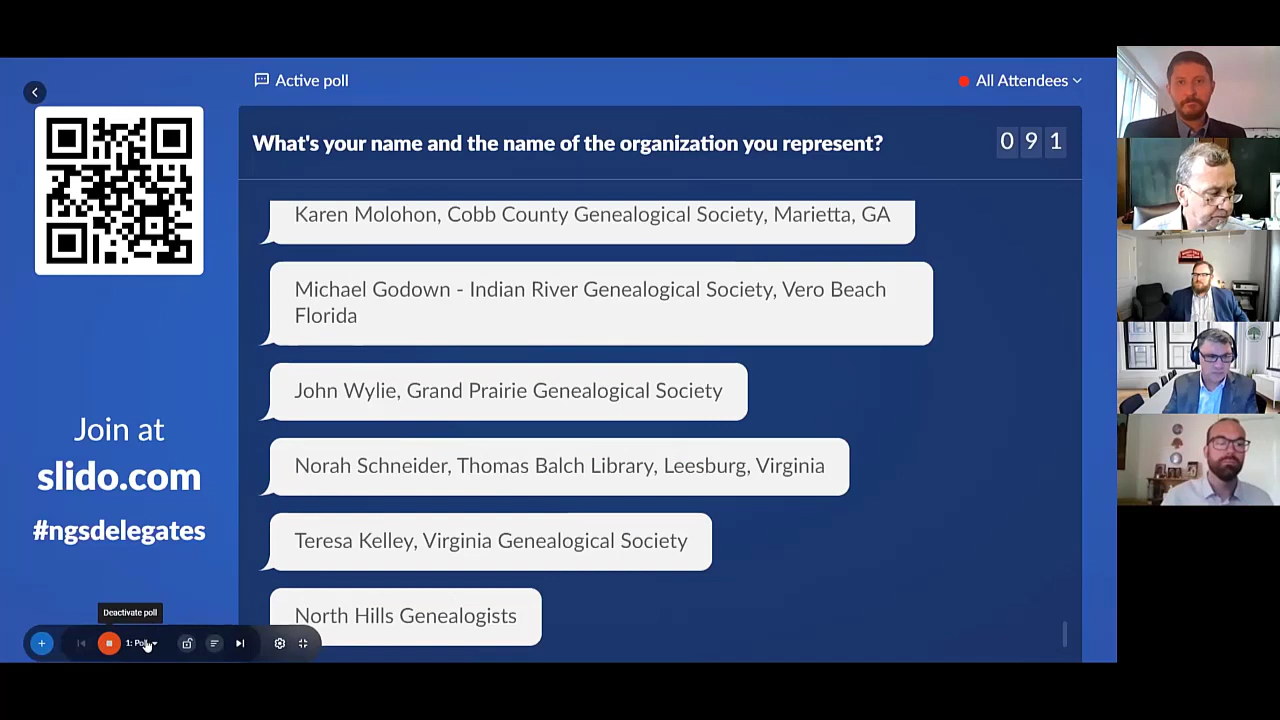 Active poll
All Attendees
What's your name and the name of the organization you represent?
091
Karen Molohon, Cobb County Genealogical Society, Marietta, GA
Michael Godown - Indian River Genealogical Society, Vero Beach
Florida
John Wylie, Grand Prairie Genealogical Society
Norah Schneider, Thomas Balch Library, Leesburg, Virginia
Teresa Kelley, Virginia Genealogical Society
North Hills Genealogists
Join at
slido.com
#ngsdelegates
Deactivate poll
1: Poll